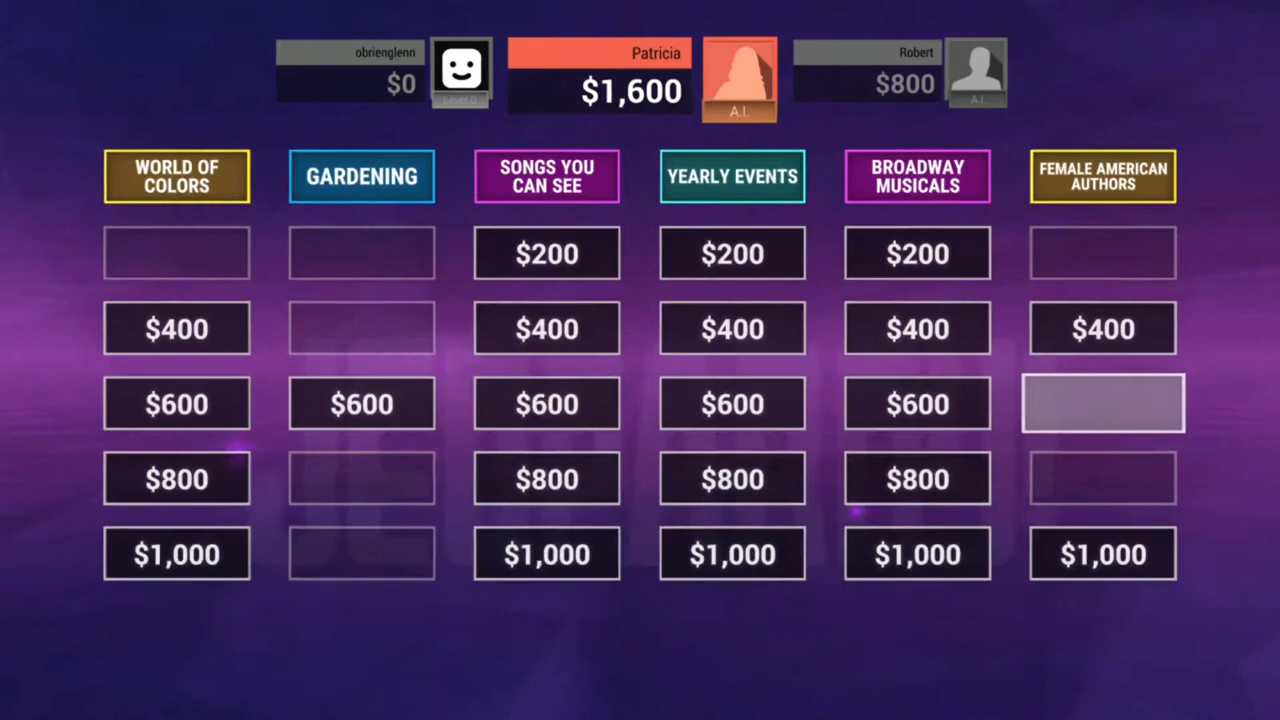 obrienglenn
$0
Level 6
Patricia
$1,600
A.I.
Robert
$800
A.I.
WORLD OF
COLORS
GARDENING
SONGS YOU
CAN SEE
YEARLY EVENTS
BROADWAY
MUSICALS
FEMALE AMERICAN
AUTHORS
$200
$200
$200
$400
$400
$400
$400
$400
$600
$600
$600
$600
$600
$800
$800
$800
$800
$1,000
$1,000
$1,000
$1,000
$1,000